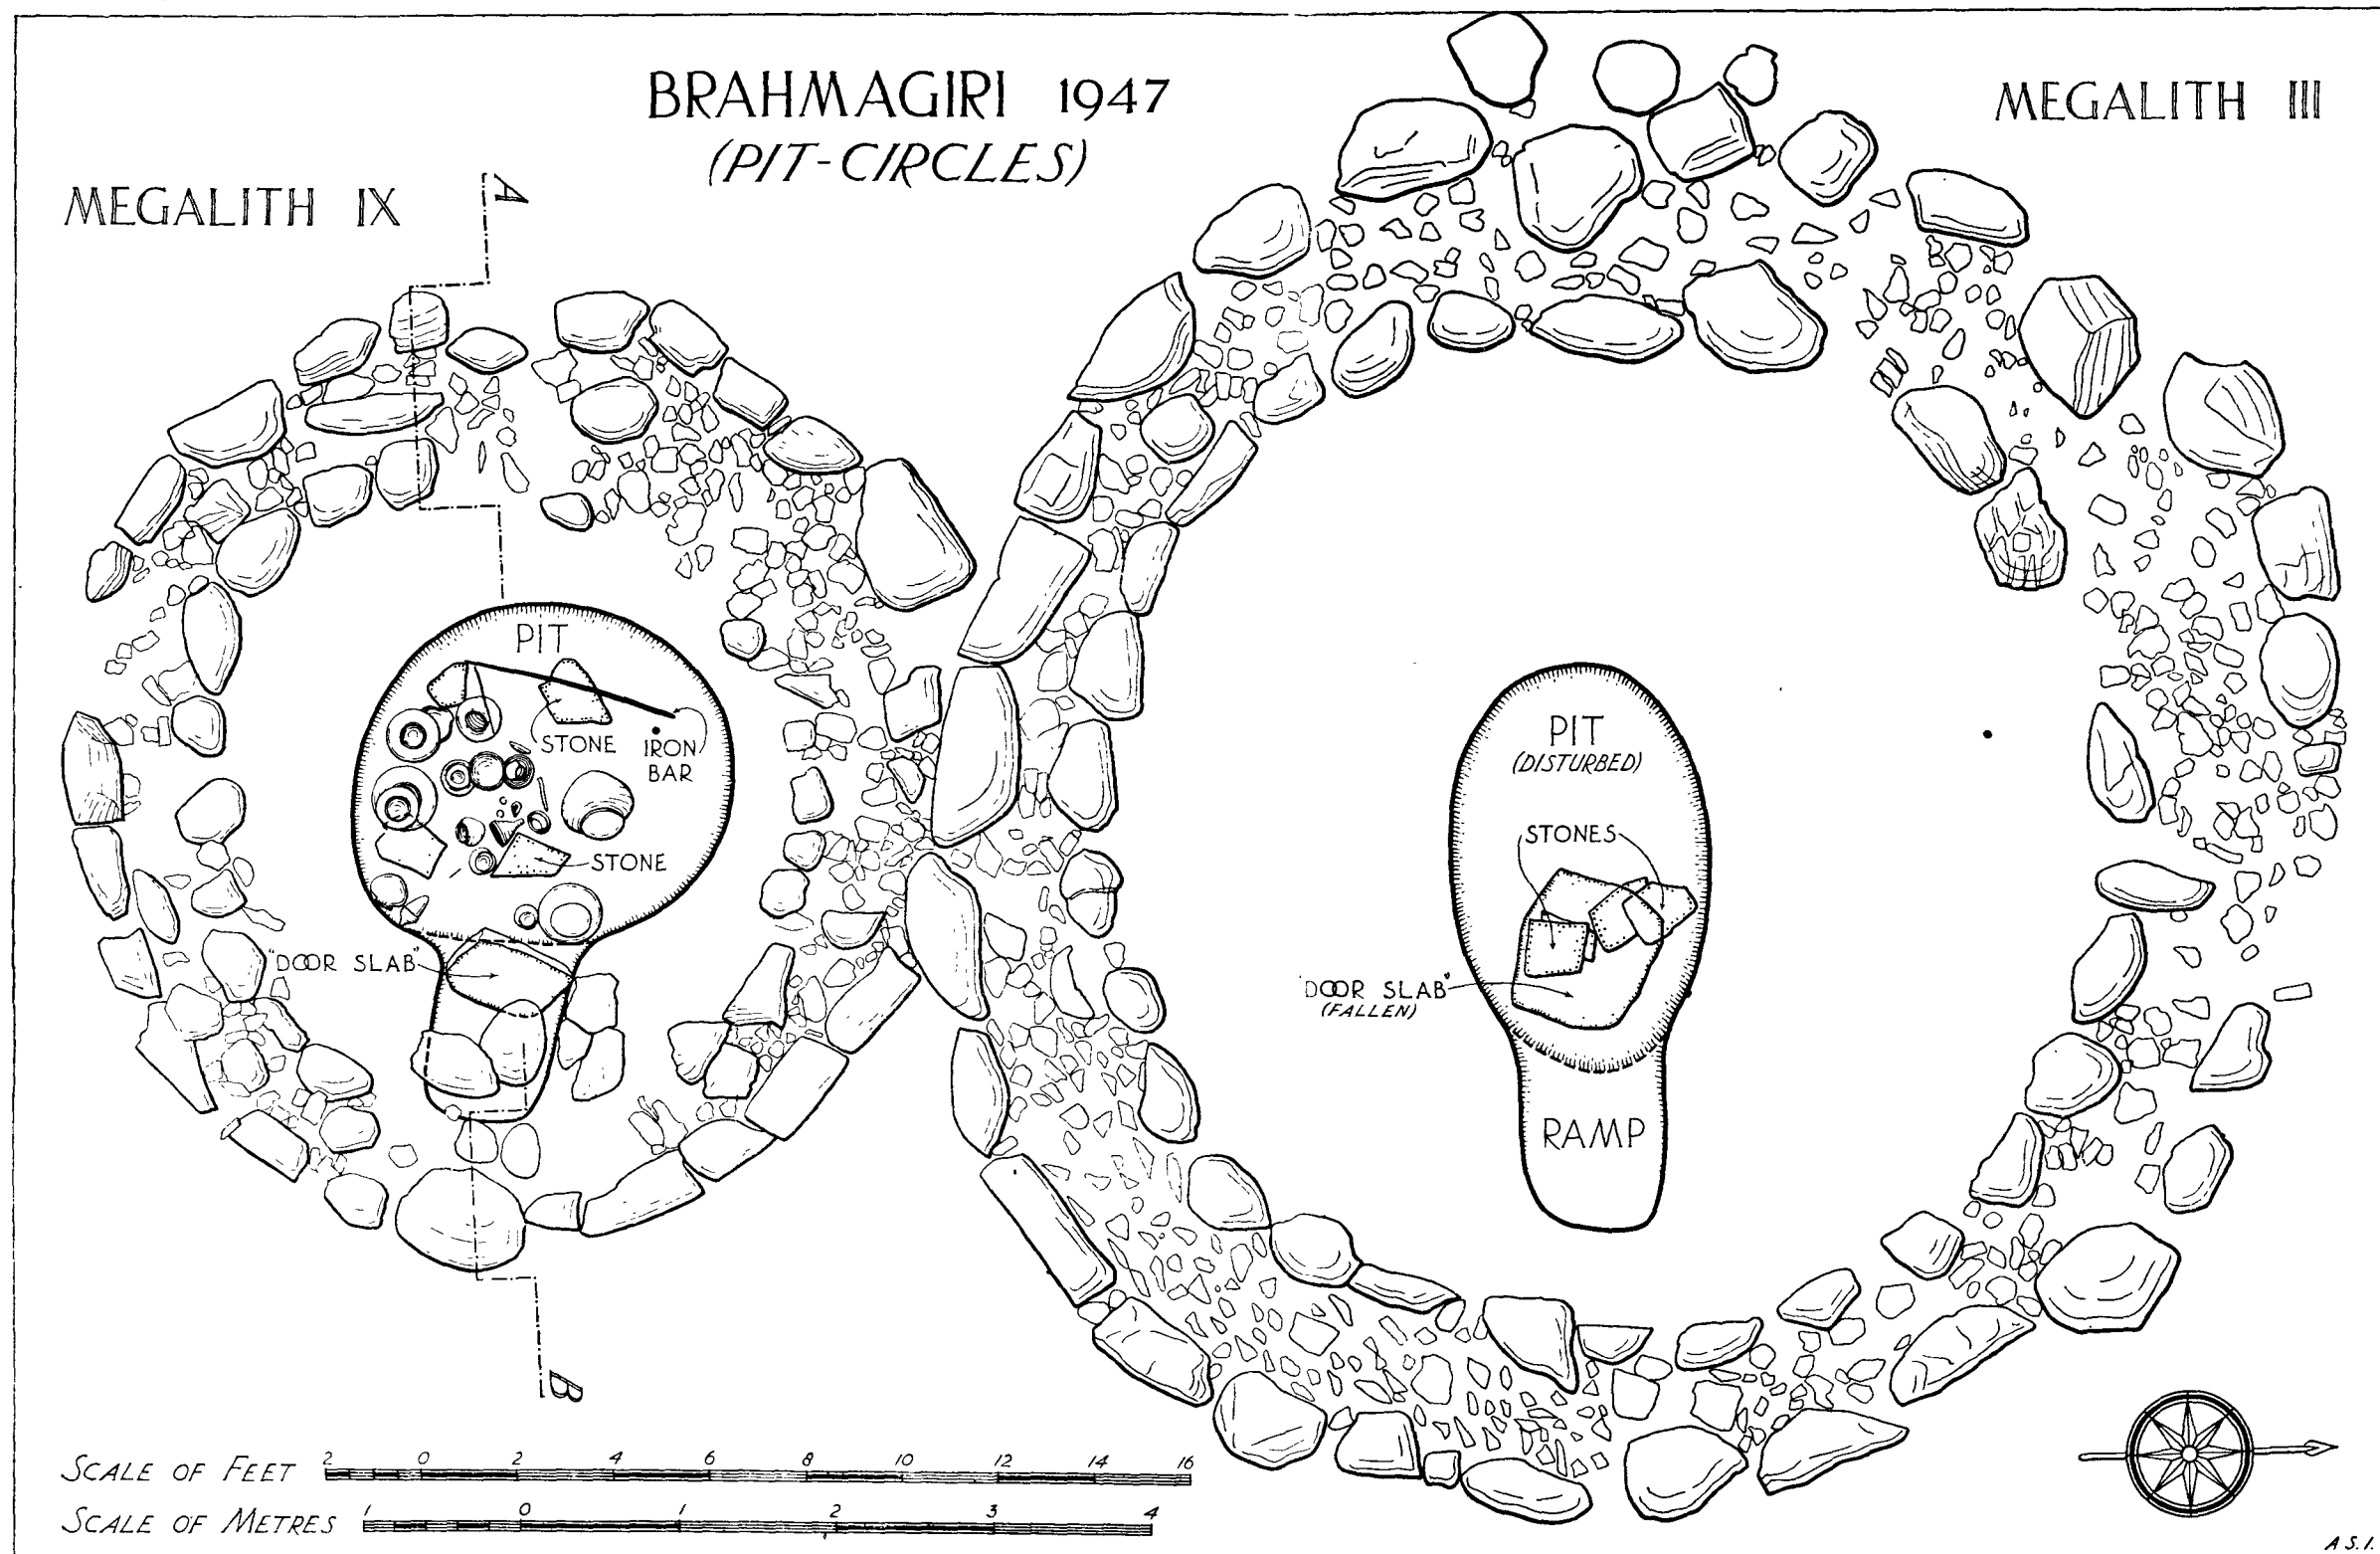 BRAHMAGIRI 1947
(PIT-CIRCLES)
MEGALITH III
MEGALITH IX
A
PIT
STONE
IRON
BAR
STONE
"DOOR SLAB"
B
PIT
(DISTURBED)
STONES
"DOOR SLAB"
(FALLEN)
RAMP
SCALE OF FEET 2 0 2 4 6 8 10 12 14 16
SCALE OF METRES 1 0 1 2 3 4
A S.I.